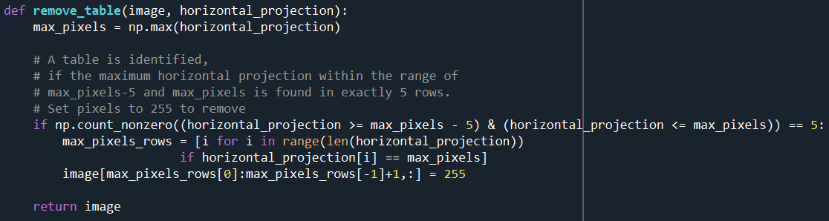 def remove_table(image, horizontal_projection):
    max_pixels = np.max(horizontal_projection)

    # A table is identified,
    # if the maximum horizontal projection within the range of
    # max_pixels-5 and max_pixels is found in exactly 5 rows.
    # Set pixels to 255 to remove
    if np.count_nonzero((horizontal_projection >= max_pixels - 5) & (horizontal_projection <= max_pixels)) == 5:
        max_pixels_rows = [i for i in range(len(horizontal_projection))
                        if horizontal_projection[i] == max_pixels]
        image[max_pixels_rows[0]:max_pixels_rows[-1]+1,:] = 255

    return image